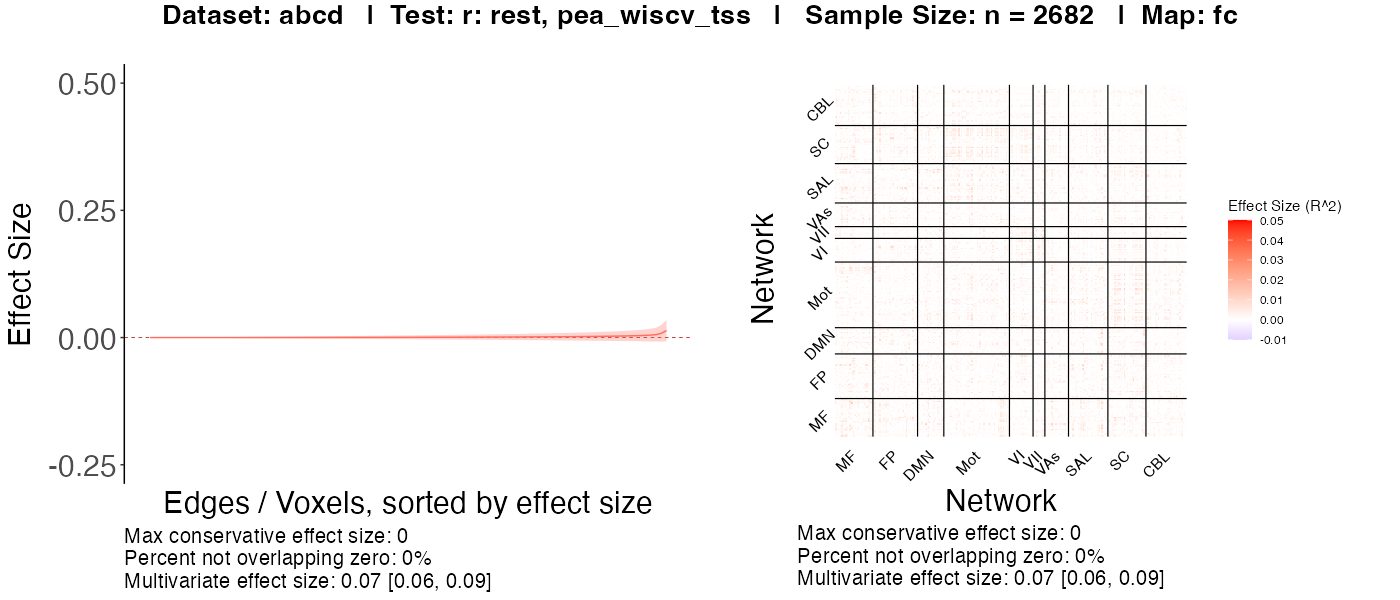 Dataset: abcd | Test: r: rest, pea_wiscv_tss | Sample Size: n = 2682 | Map: fc
0.50
0.25
0.00
-0.25
Effect Size
Edges / Voxels, sorted by effect size
Max conservative effect size: 0
Percent not overlapping zero: 0%
Multivariate effect size: 0.07 [0.06, 0.09]
Network
CBL
SC
SAL
VAs
VII
VI
Mot
DMN
FP
MF
MF
FP
DMN
Mot
VI
VII
VAs
SAL
SC
CBL
Network
Max conservative effect size: 0
Percent not overlapping zero: 0%
Multivariate effect size: 0.07 [0.06, 0.09]
Effect Size (R^2)
0.05
0.04
0.03
0.02
0.01
0.00
-0.01